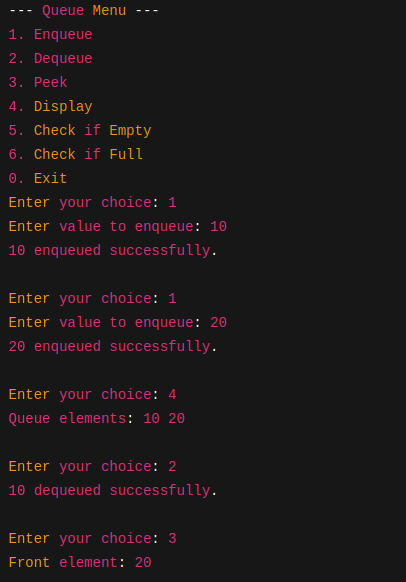 --- Queue Menu ---
1. Enqueue
2. Dequeue
3. Peek
4. Display
5. Check if Empty
6. Check if Full
0. Exit
Enter your choice: 1
Enter value to enqueue: 10
10 enqueued successfully.
Enter your choice: 1
Enter value to enqueue: 20
20 enqueued successfully.
Enter your choice: 4
Queue elements: 10 20
Enter your choice: 2
10 dequeued successfully.
Enter your choice: 3
Front element: 20